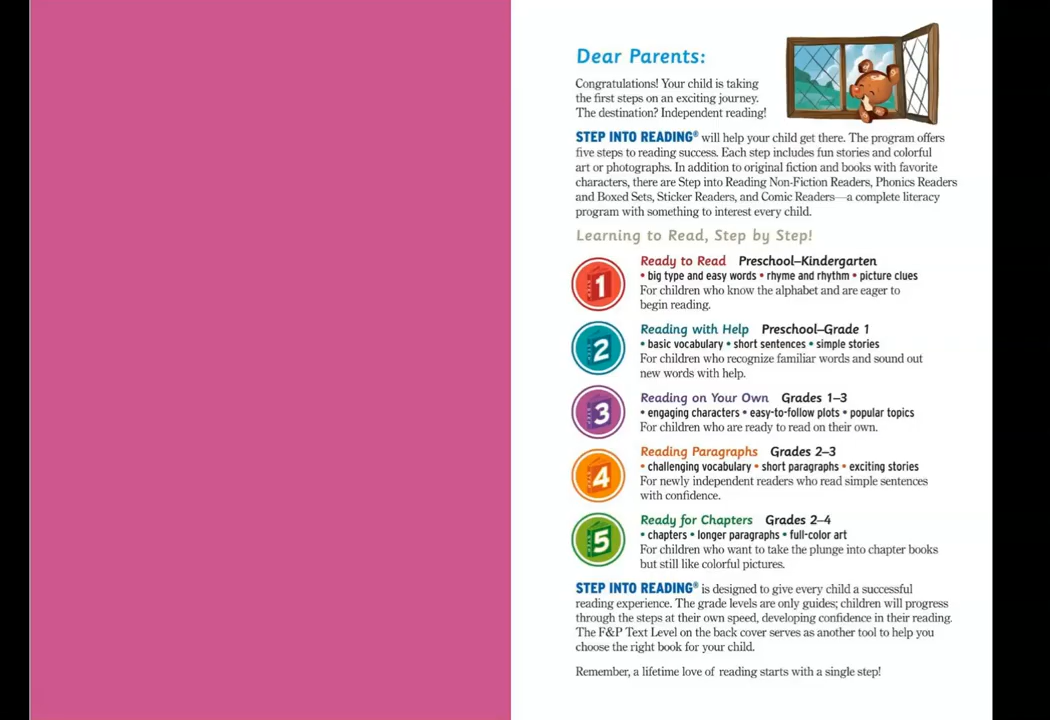 Dear Parents:
Congratulations! Your child is taking
the first steps on an exciting journey.
The destination? Independent reading!
STEP INTO READING® will help your child get there. The program offers
five steps to reading success. Each step includes fun stories and colorful
art or photographs. In addition to original fiction and books with favorite
characters, there are Step into Reading Non-Fiction Readers, Phonics Readers
and Boxed Sets, Sticker Readers, and Comic Readers—a complete literacy
program with something to interest every child.
Learning to Read, Step by Step!
1
Ready to Read Preschool–Kindergarten
• big type and easy words • rhyme and rhythm • picture clues
For children who know the alphabet and are eager to
begin reading.
2
Reading with Help Preschool–Grade 1
• basic vocabulary • short sentences • simple stories
For children who recognize familiar words and sound out
new words with help.
3
Reading on Your Own Grades 1–3
• engaging characters • easy-to-follow plots • popular topics
For children who are ready to read on their own.
4
Reading Paragraphs Grades 2–3
• challenging vocabulary • short paragraphs • exciting stories
For newly independent readers who read simple sentences
with confidence.
5
Ready for Chapters Grades 2–4
• chapters • longer paragraphs • full-color art
For children who want to take the plunge into chapter books
but still like colorful pictures.
STEP INTO READING® is designed to give every child a successful
reading experience. The grade levels are only guides; children will progress
through the steps at their own speed, developing confidence in their reading.
The F&P Text Level on the back cover serves as another tool to help you
choose the right book for your child.
Remember, a lifetime love of reading starts with a single step!